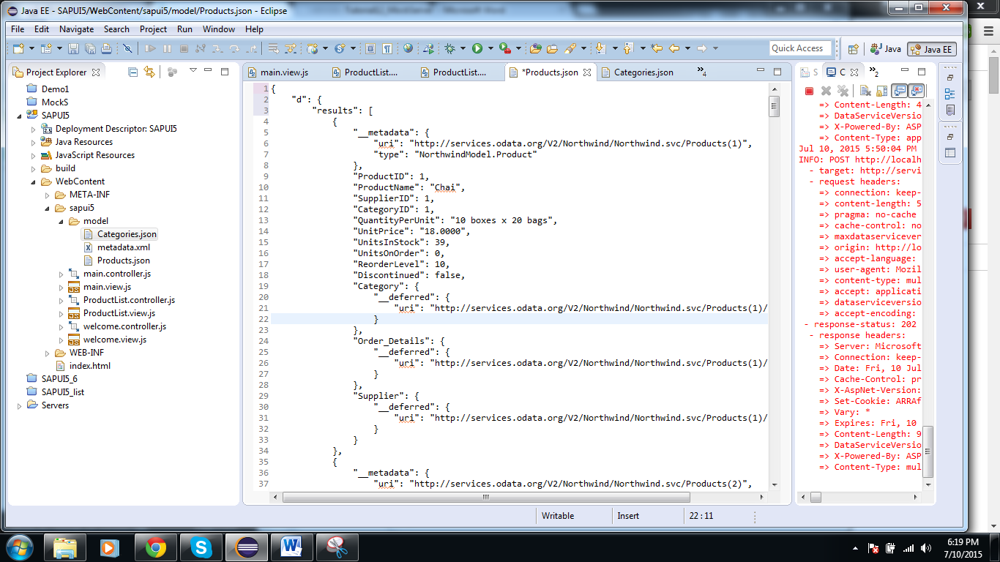 Java EE - SAPUI5/WebContent/sapui5/model/Products.json - Eclipse
File Edit Navigate Search Project Run Window Help
Quick Access
Java
Java EE
Project Explorer
Demo1
MockS
SAPUI5
Deployment Descriptor: SAPUI5
Java Resources
JavaScript Resources
build
WebContent
META-INF
sapui5
model
Categories.json
metadata.xml
Products.json
main.controller.js
main.view.js
ProductList.controller.js
ProductList.view.js
welcome.controller.js
welcome.view.js
WEB-INF
index.html
SAPUI5_6
SAPUI5_list
Servers
main.view.js ProductList.... ProductList.... *Products.json Categories.json »4
1 {
2 "d": {
3 "results": [
4 {
5 "__metadata": {
6 "uri": "http://services.odata.org/V2/Northwind/Northwind.svc/Products(1)",
7 "type": "NorthwindModel.Product"
8 },
9 "ProductID": 1,
10 "ProductName": "Chai",
11 "SupplierID": 1,
12 "CategoryID": 1,
13 "QuantityPerUnit": "10 boxes x 20 bags",
14 "UnitPrice": "18.0000",
15 "UnitsInStock": 39,
16 "UnitsOnOrder": 0,
17 "ReorderLevel": 10,
18 "Discontinued": false,
19 "Category": {
20 "__deferred": {
21 "uri": "http://services.odata.org/V2/Northwind/Northwind.svc/Products(1)/
22 }
23 },
24 "Order_Details": {
25 "__deferred": {
26 "uri": "http://services.odata.org/V2/Northwind/Northwind.svc/Products(1)/
27 }
28 },
29 "Supplier": {
30 "__deferred": {
31 "uri": "http://services.odata.org/V2/Northwind/Northwind.svc/Products(1)/
32 }
33 }
34 },
35 {
36 "__metadata": {
37 "uri": "http://services.odata.org/V2/Northwind/Northwind.svc/Products(2)",
S C »2
=> Content-Length: 4
=> DataServiceVersio
=> X-Powered-By: ASP
=> Content-Type: app
Jul 10, 2015 5:50:04 PM
INFO: POST http://localh
- target: http://servi
- request headers:
=> connection: keep-
=> content-length: 5
=> pragma: no-cache
=> cache-control: no
=> maxdataservicever
=> origin: http://lo
=> accept-language:
=> user-agent: Mozil
=> content-type: mul
=> accept: applicati
=> dataserviceversio
=> accept-encoding:
- response-status: 202
- response headers:
=> Server: Microsoft
=> Connection: keep-
=> Date: Fri, 10 Jul
=> Cache-Control: pr
=> X-AspNet-Version:
=> Set-Cookie: ARRAf
=> Vary: *
=> Expires: Fri, 10
=> Content-Length: 9
=> DataServiceVersio
=> X-Powered-By: ASP
=> Content-Type: mul
Writable Insert 22 : 11
6:19 PM
7/10/2015